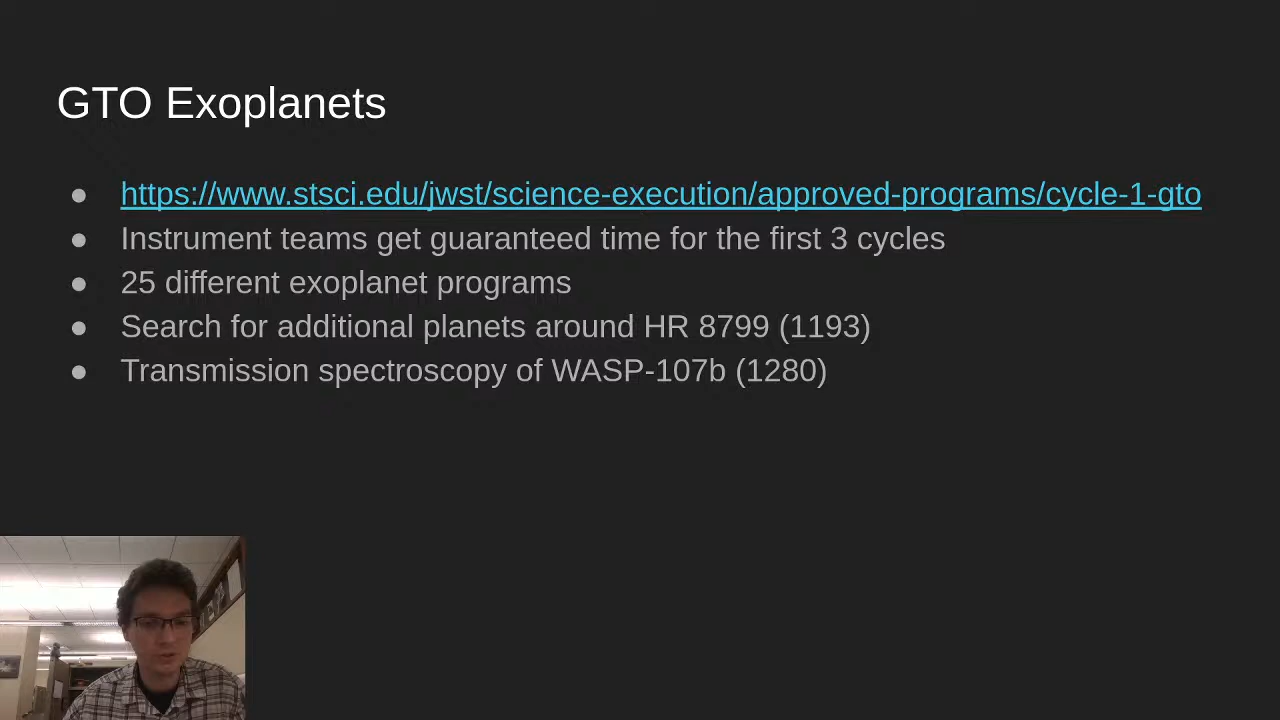 GTO Exoplanets
● https://www.stsci.edu/jwst/science-execution/approved-programs/cycle-1-gto
● Instrument teams get guaranteed time for the first 3 cycles
● 25 different exoplanet programs
● Search for additional planets around HR 8799 (1193)
● Transmission spectroscopy of WASP-107b (1280)